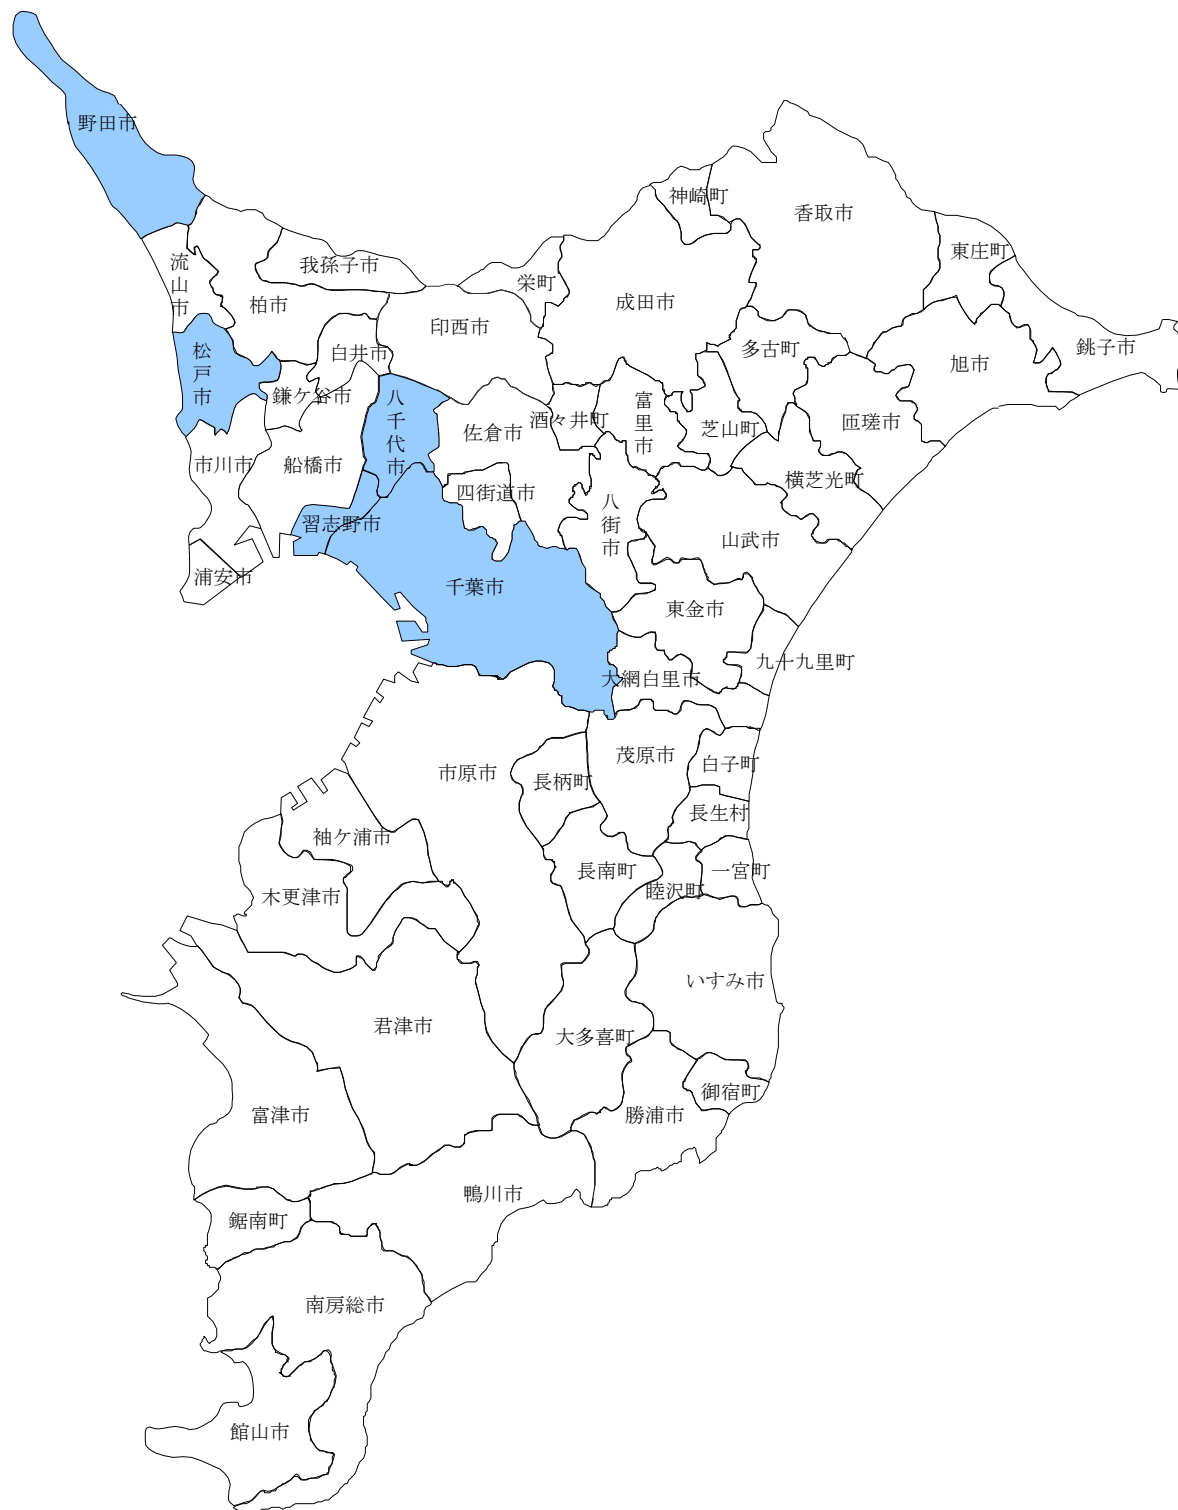 野田市
神崎町
香取市
東庄町
流山市
我孫子市
栄町
成田市
柏市
印西市
多古町
銚子市
白井市
旭市
松戸市
鎌ケ谷市
八千代市
佐倉市
酒々井町
富里市
芝山町
匝瑳市
市川市
船橋市
四街道市
八街市
横芝光町
習志野市
山武市
浦安市
千葉市
東金市
九十九里町
大網白里市
市原市
長柄町
茂原市
白子町
長生村
袖ケ浦市
長南町
一宮町
睦沢町
木更津市
いすみ市
君津市
大多喜町
御宿町
富津市
勝浦市
鴨川市
鋸南町
南房総市
館山市